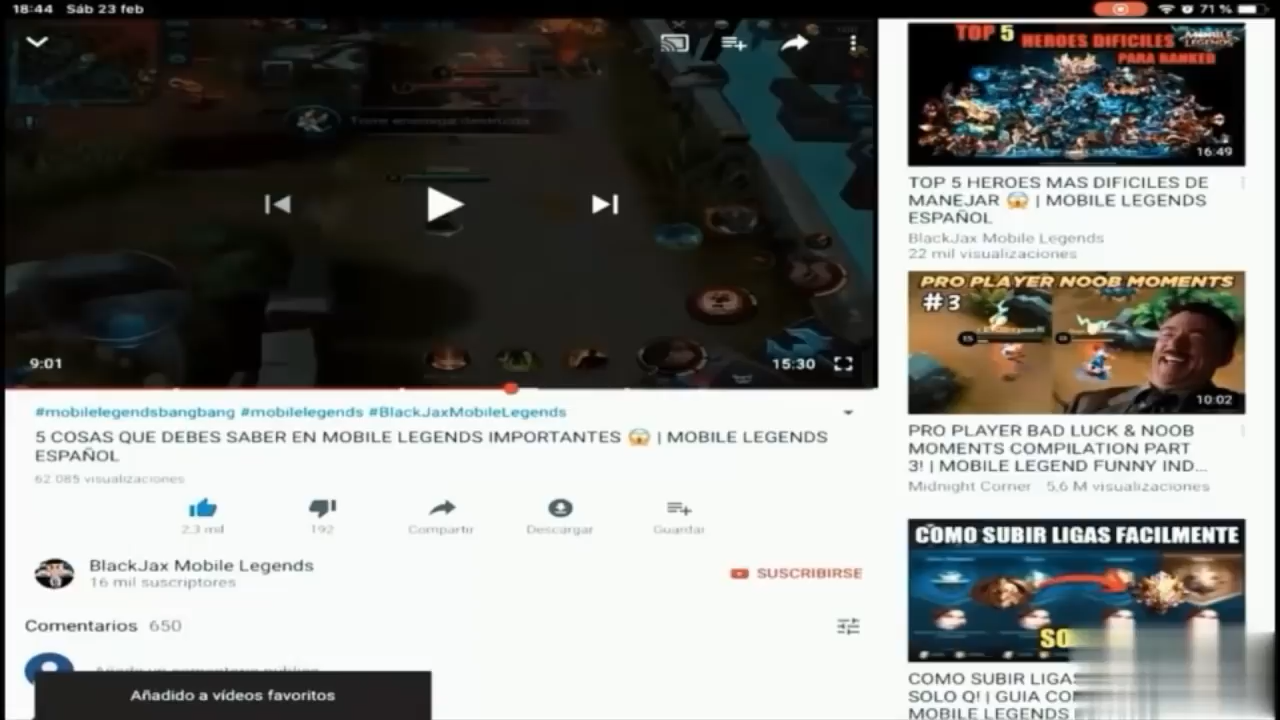 18:44 Sáb 23 feb
71 %
9:01
15:30
#mobilelegendsbangbang #mobilelegends #BlackJaxMobileLegends
5 COSAS QUE DEBES SABER EN MOBILE LEGENDS IMPORTANTES 😱 | MOBILE LEGENDS
ESPAÑOL
62.085 visualizaciones
2,3 mil
192
Compartir
Descargar
Guardar
BlackJax Mobile Legends
16 mil suscriptores
SUSCRIBIRSE
Comentarios 650
Añadido a vídeos favoritos
TOP 5 HEROES DIFICILES
MOBILE
LEGENDS
PARA RANKED
16:49
TOP 5 HEROES MAS DIFICILES DE
MANEJAR 😱 | MOBILE LEGENDS
ESPAÑOL
BlackJax Mobile Legends
22 mil visualizaciones
PRO PLAYER NOOB MOMENTS
#3
10:02
PRO PLAYER BAD LUCK & NOOB
MOMENTS COMPILATION PART
3! | MOBILE LEGEND FUNNY IND...
Midnight Corner 5,6 M visualizaciones
COMO SUBIR LIGAS FACILMENTE
SO
COMO SUBIR LIGAS
SOLO Q! | GUIA
MOBILE LEGENDS